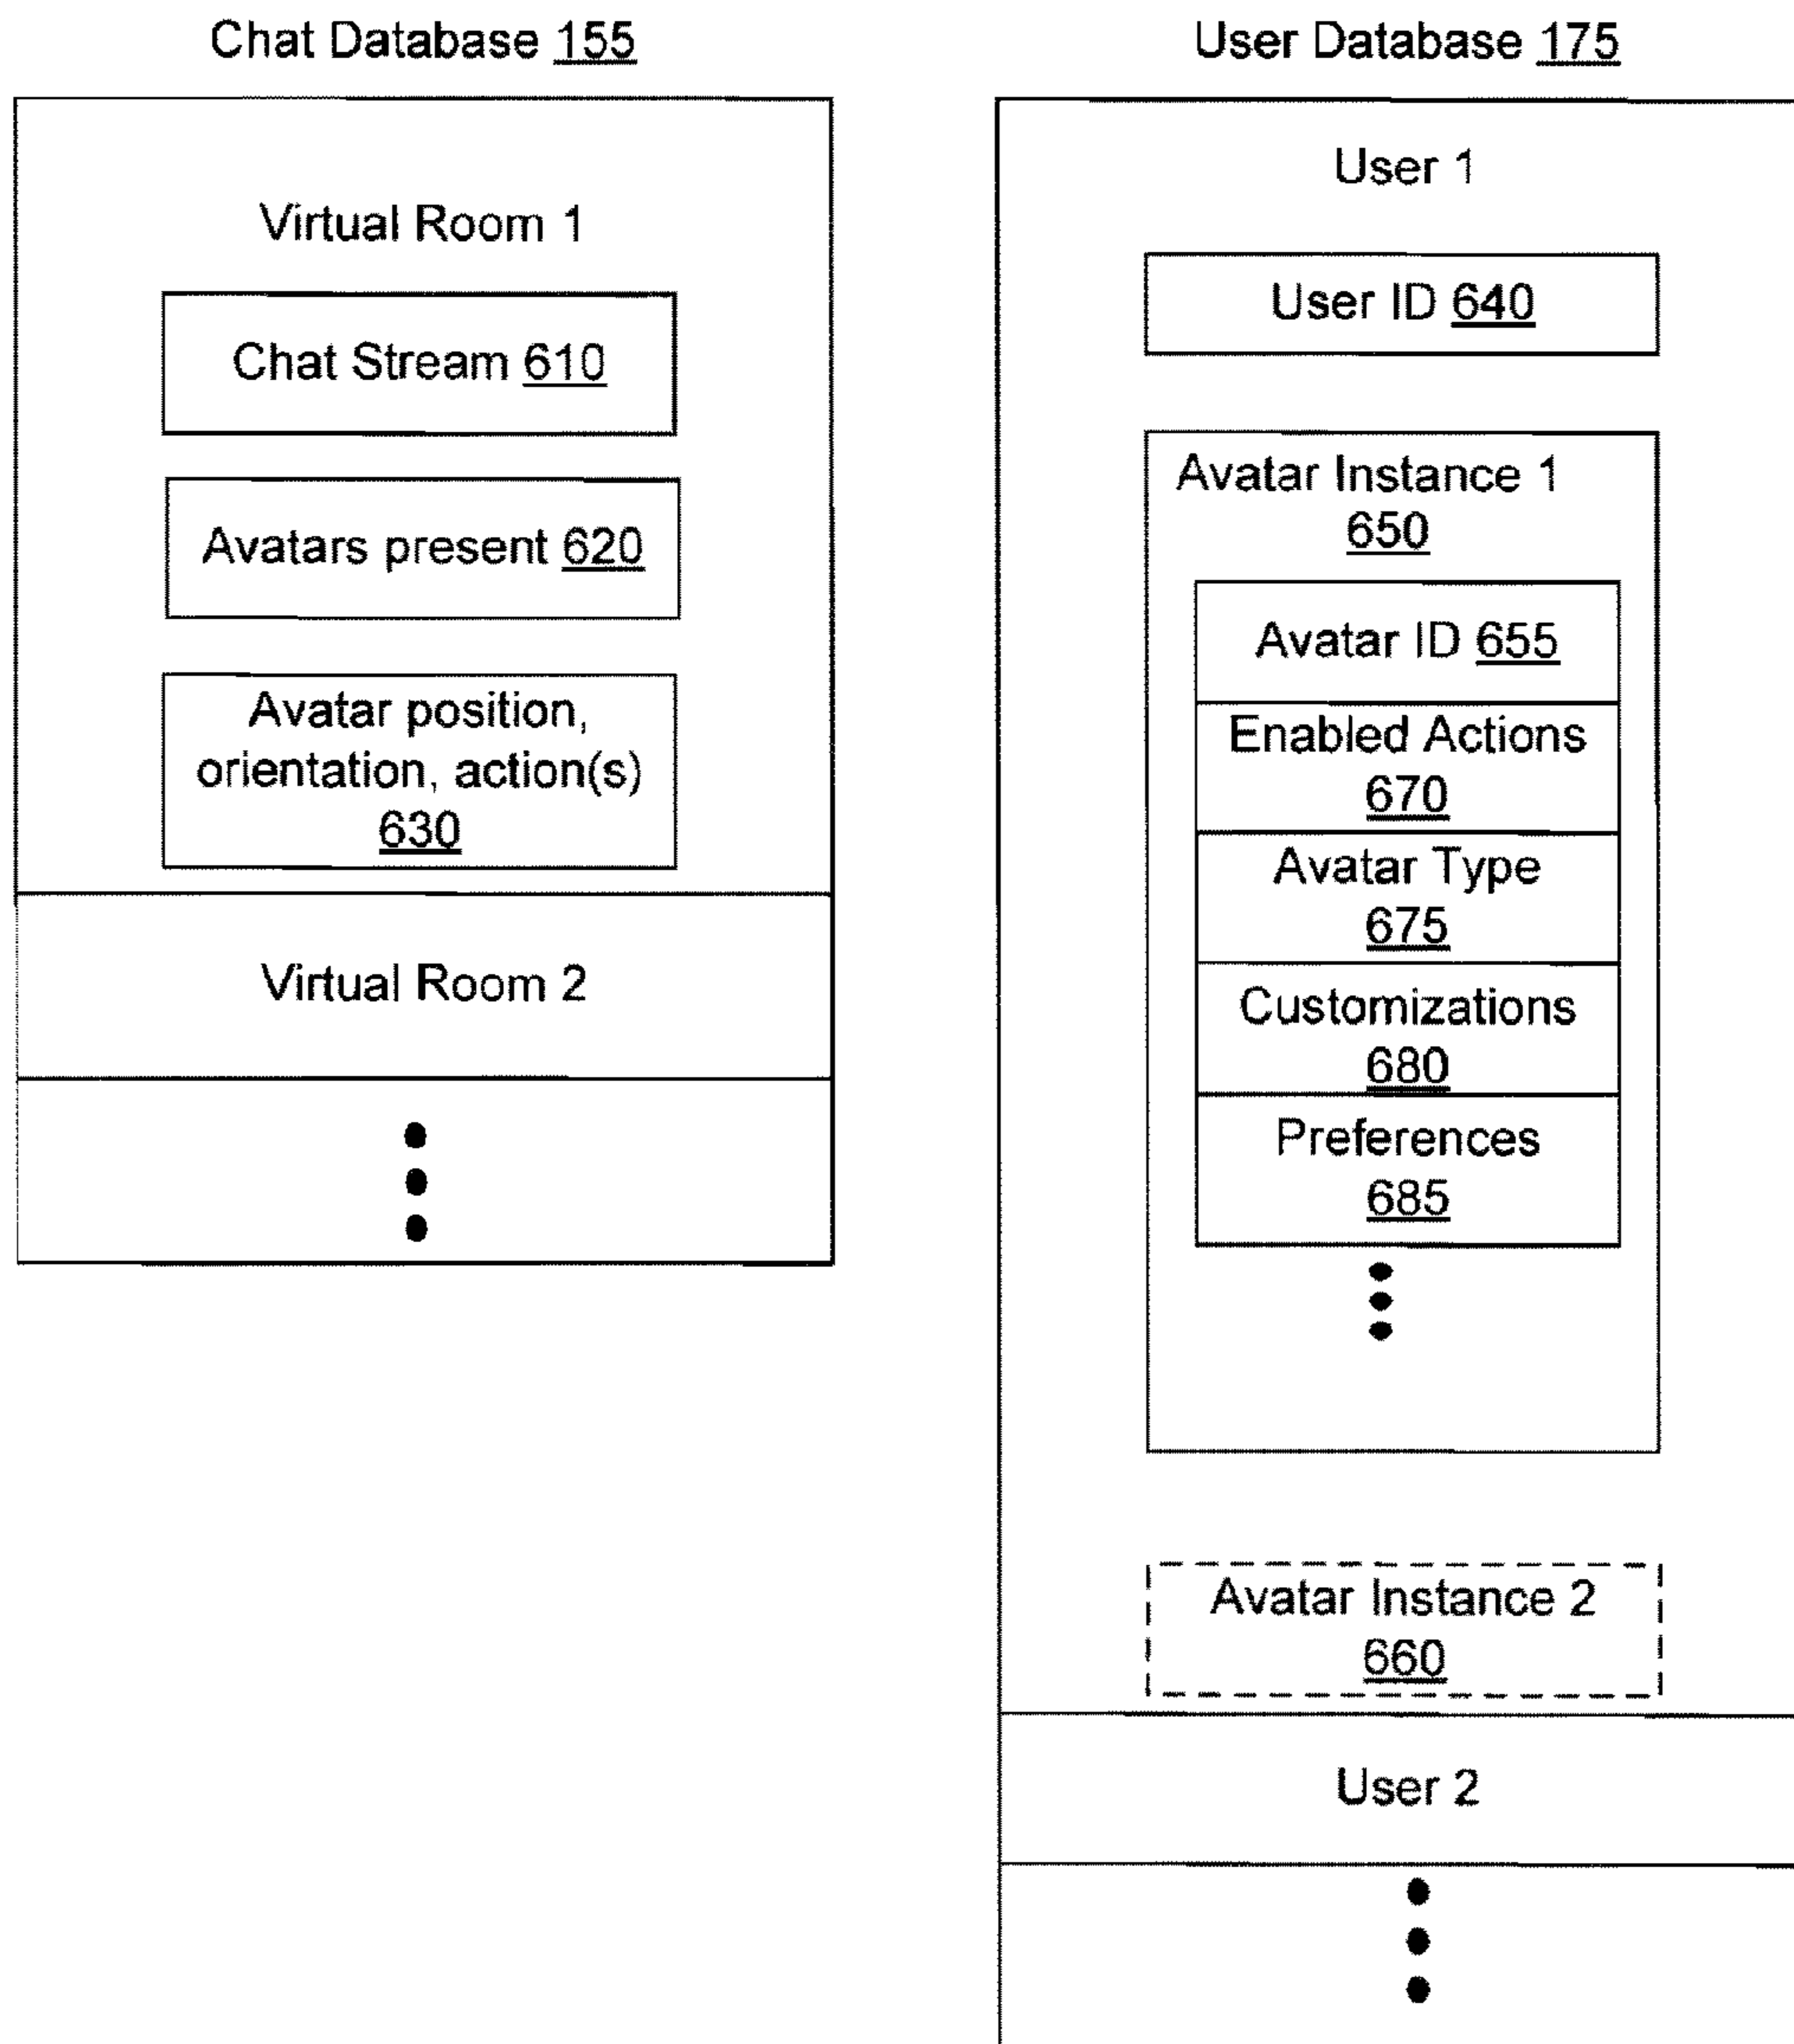 Chat Database 155
Virtual Room 1
Chat Stream 610
Avatars present 620
Avatar position,
orientation, action(s)
630
Virtual Room 2
User Database 175
User 1
User ID 640
Avatar Instance 1
650
Avatar ID 655
Enabled Actions
670
Avatar Type
675
Customizations
680
Preferences
685
Avatar Instance 2
660
User 2